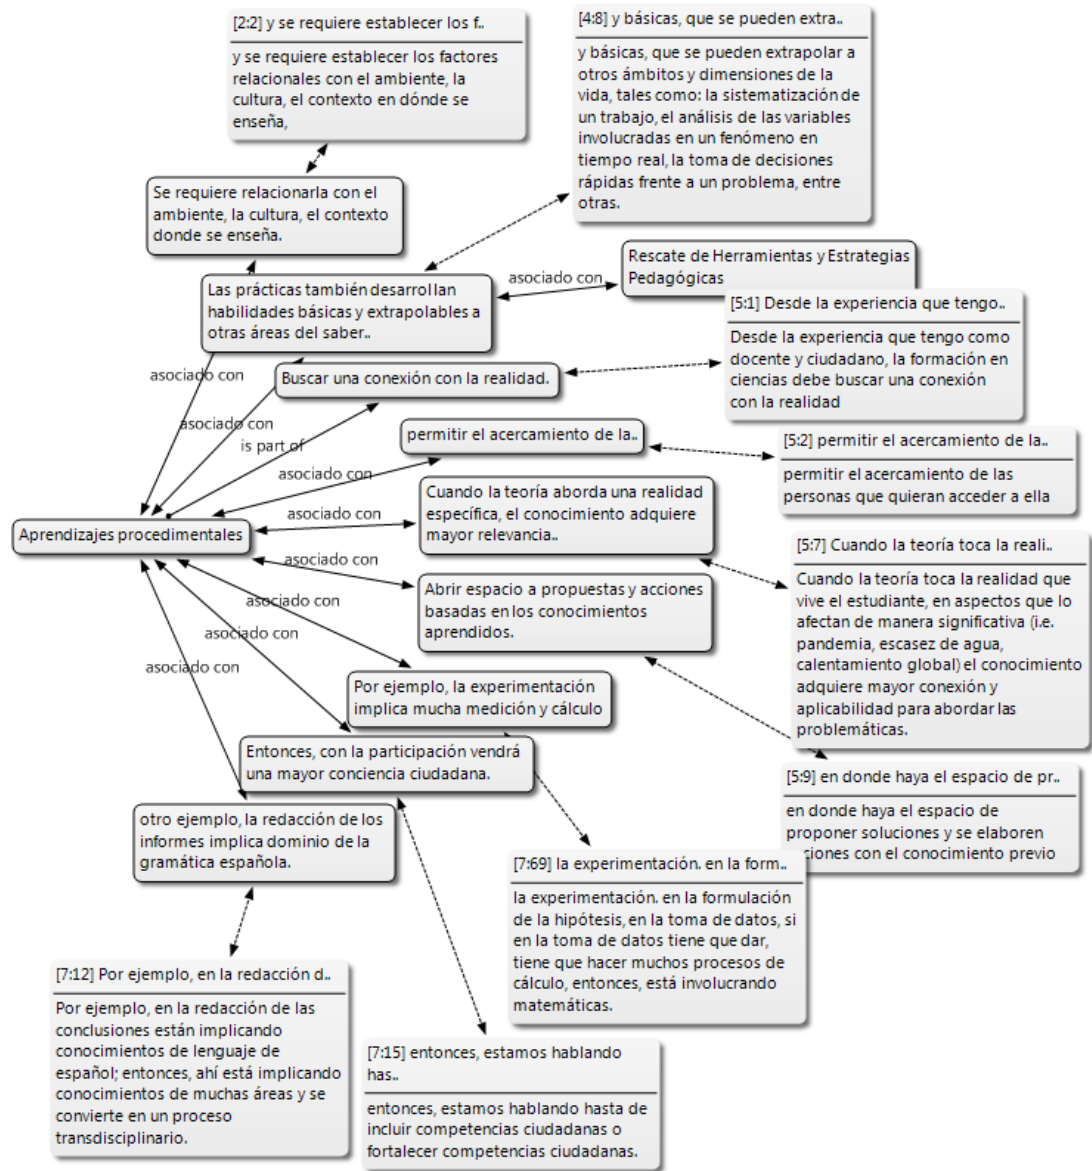 [2:2] y se requiere establecer los f..
y se requiere establecer los factores
relacionales con el ambiente, la
cultura, el contexto en dónde se
enseña,
[4:8] y básicas, que se pueden extra..
y básicas, que se pueden extrapolar a
otros ámbitos y dimensiones de la
vida, tales como: la sistematización de
un trabajo, el análisis de las variables
involucradas en un fenómeno en
tiempo real, la toma de decisiones
rápidas frente a un problema, entre
otras.
Se requiere relacionarla con el
ambiente, la cultura, el contexto
donde se enseña.
Rescate de Herramientas y Estrategias
Pedagógicas
asociado con
Las prácticas también desarrollan
habilidades básicas y extrapolables a
otras áreas del saber..
[5:1] Desde la experiencia que tengo..
Desde la experiencia que tengo como
docente y ciudadano, la formación en
ciencias debe buscar una conexión
con la realidad
asociado con
Buscar una conexión con la realidad.
asociado con
is part of
permitir el acercamiento de la..
[5:2] permitir el acercamiento de la..
permitir el acercamiento de las
personas que quieran acceder a ella
asociado con
Cuando la teoría aborda una realidad
específica, el conocimiento adquiere
mayor relevancia..
asociado con
Aprendizajes procedimentales
[5:7] Cuando la teoría toca la reali..
Cuando la teoría toca la realidad que
vive el estudiante, en aspectos que lo
afectan de manera significativa (i.e.
pandemia, escasez de agua,
calentamiento global) el conocimiento
adquiere mayor conexión y
aplicabilidad para abordar las
problemáticas.
asociado con
Abrir espacio a propuestas y acciones
basadas en los conocimientos
aprendidos.
asociado con
asociado con
asociado con
Por ejemplo, la experimentación
implica mucha medición y cálculo
Entonces, con la participación vendrá
una mayor conciencia ciudadana.
[5:9] en donde haya el espacio de pr..
en donde haya el espacio de
proponer soluciones y se elaboren
con el conocimiento previo
otro ejemplo, la redacción de los
informes implica dominio de la
gramática española.
[7:69] la experimentación. en la form..
la experimentación. en la formulación
de la hipótesis, en la toma de datos, si
en la toma de datos tiene que dar,
tiene que hacer muchos procesos de
cálculo, entonces, está involucrando
matemáticas.
[7:12] Por ejemplo, en la redacción d..
Por ejemplo, en la redacción de las
conclusiones están implicando
conocimientos de lenguaje de
español; entonces, ahí está implicando
conocimientos de muchas áreas y se
convierte en un proceso
transdisciplinario.
[7:15] entonces, estamos hablando
has..
entonces, estamos hablando hasta de
incluir competencias ciudadanas o
fortalecer competencias ciudadanas.